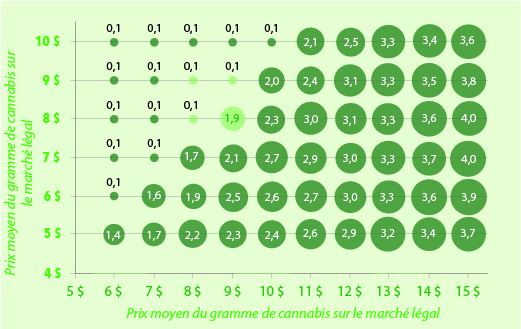 Prix moyen du gramme de cannabis sur
le marché légal
0,1 0,1 0,1 0,1 0,1
10 $ 2,1 2,5 3,3 3,4 3,6
0,1 0,1 0,1 0,1
9 $ 2,0 2,4 3,1 3,3 3,5 3,8
0,1 0,1 0,1
8 $ 1,9 2,3 3,0 3,1 3,3 3,6 4,0
0,1 0,1
7 $ 1,7 2,1 2,7 2,9 3,0 3,3 3,7 4,0
0,1
6 $ 1,6 1,9 2,5 2,6 2,7 3,0 3,3 3,6 3,9
5 $ 1,4 1,7 2,2 2,3 2,4 2,6 2,9 3,2 3,4 3,7
4 $
5 $ 6 $ 7 $ 8 $ 9 $ 10 $ 11 $ 12 $ 13 $ 14 $ 15 $
Prix moyen du gramme de cannabis sur le marché légal